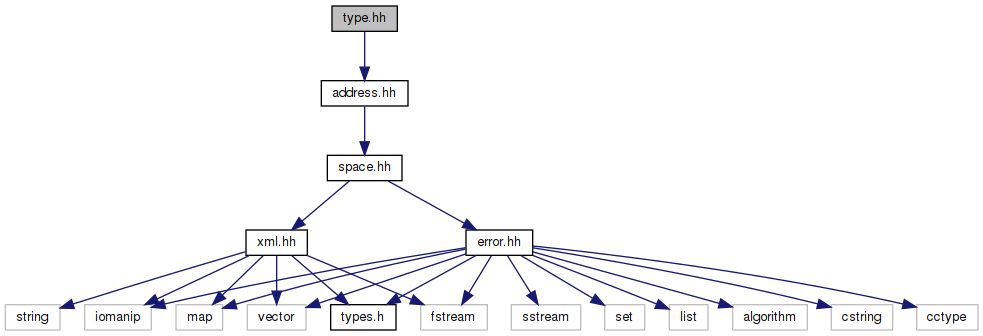 type.hh
address.hh
space.hh
xml.hh
error.hh
string
iomanip
map
vector
types.h
fstream
sstream
set
list
algorithm
cstring
cctype